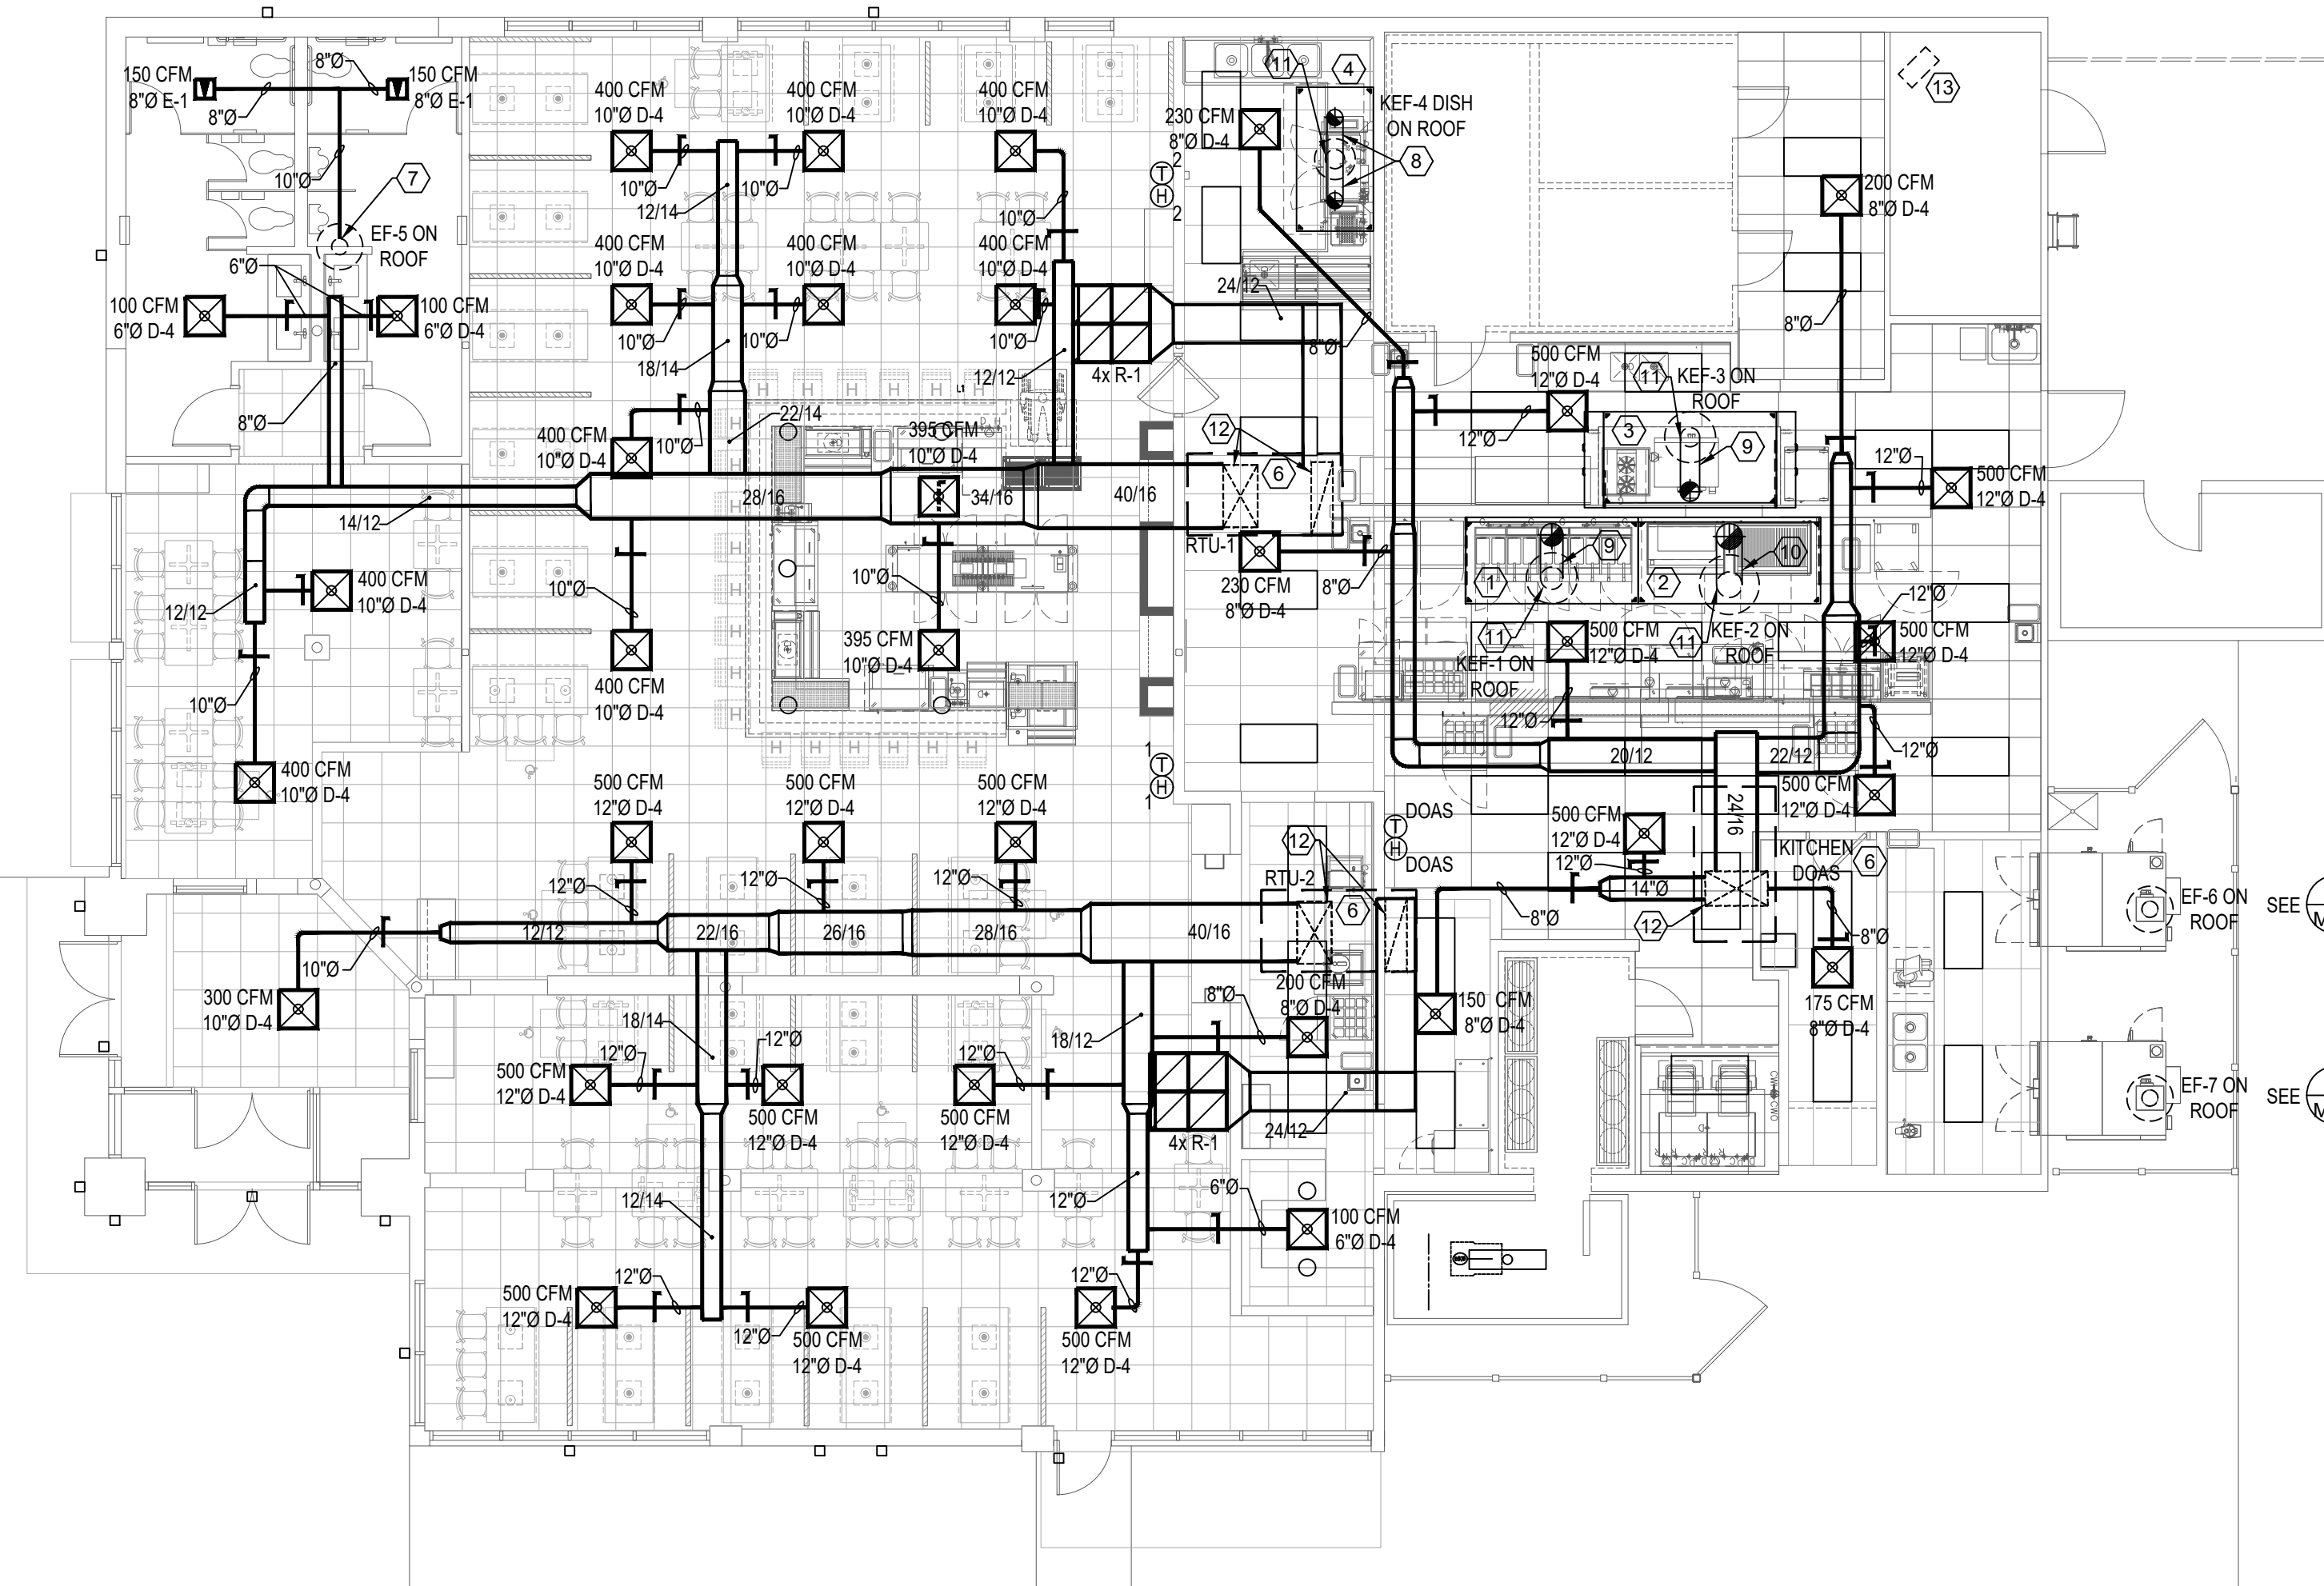 150 CFM
8"Ø E-1
8"Ø
8"Ø
150 CFM
8"Ø E-1
10"Ø
7
EF-5 ON
ROOF
6"Ø
100 CFM
6"Ø D-4
100 CFM
6"Ø D-4
8"Ø
400 CFM
10"Ø D-4
400 CFM
10"Ø D-4
400 CFM
10"Ø D-4
10"Ø
10"Ø
10"Ø
12/14
400 CFM
10"Ø D-4
400 CFM
10"Ø D-4
400 CFM
10"Ø D-4
10"Ø
10"Ø
10"Ø
18/14
12/12
4x R-1
22/14
400 CFM
10"Ø D-4
10"Ø
395 CFM
10"Ø D-4
14/12
28/16
34/16
40/16
12/12
400 CFM
10"Ø D-4
10"Ø
400 CFM
10"Ø D-4
10"Ø
400 CFM
10"Ø D-4
10"Ø
395 CFM
10"Ø D-4
2
T
H
2
230 CFM
8"Ø D-4
11
4
KEF-4 DISH
ON ROOF
8
24/12
8"Ø
13
200 CFM
8"Ø D-4
8"Ø
12
6
RTU-1
230 CFM
8"Ø D-4
8"Ø
500 CFM
12"Ø D-4
12"Ø
11
KEF-3 ON
ROOF
3
9
12"Ø
500 CFM
12"Ø D-4
1
9
2
10
11
KEF-1 ON
ROOF
500 CFM
12"Ø D-4
12"Ø
11
KEF-2 ON
ROOF
12"Ø
500 CFM
12"Ø D-4
20/12
22/12
12"Ø
500 CFM
12"Ø D-4
24/16
1
T
H
1
DOAS
T
H
DOAS
500 CFM
12"Ø D-4
12"Ø
14"Ø
KITCHEN
DOAS
6
12
8"Ø
8"Ø
150 CFM
8"Ø D-4
175 CFM
8"Ø D-4
500 CFM
12"Ø D-4
500 CFM
12"Ø D-4
500 CFM
12"Ø D-4
12"Ø
12"Ø
12"Ø
12
RTU-2
6
12/12
22/16
26/16
28/16
40/16
10"Ø
300 CFM
10"Ø D-4
18/14
500 CFM
12"Ø D-4
12"Ø
12"Ø
500 CFM
12"Ø D-4
12"Ø
500 CFM
12"Ø D-4
18/12
8"Ø
200 CFM
8"Ø D-4
4x R-1
24/12
12/14
12"Ø
6"Ø
100 CFM
6"Ø D-4
500 CFM
12"Ø D-4
12"Ø
12"Ø
500 CFM
12"Ø D-4
12"Ø
500 CFM
12"Ø D-4
EF-6 ON
ROOF
SEE
EF-7 ON
ROOF
SEE